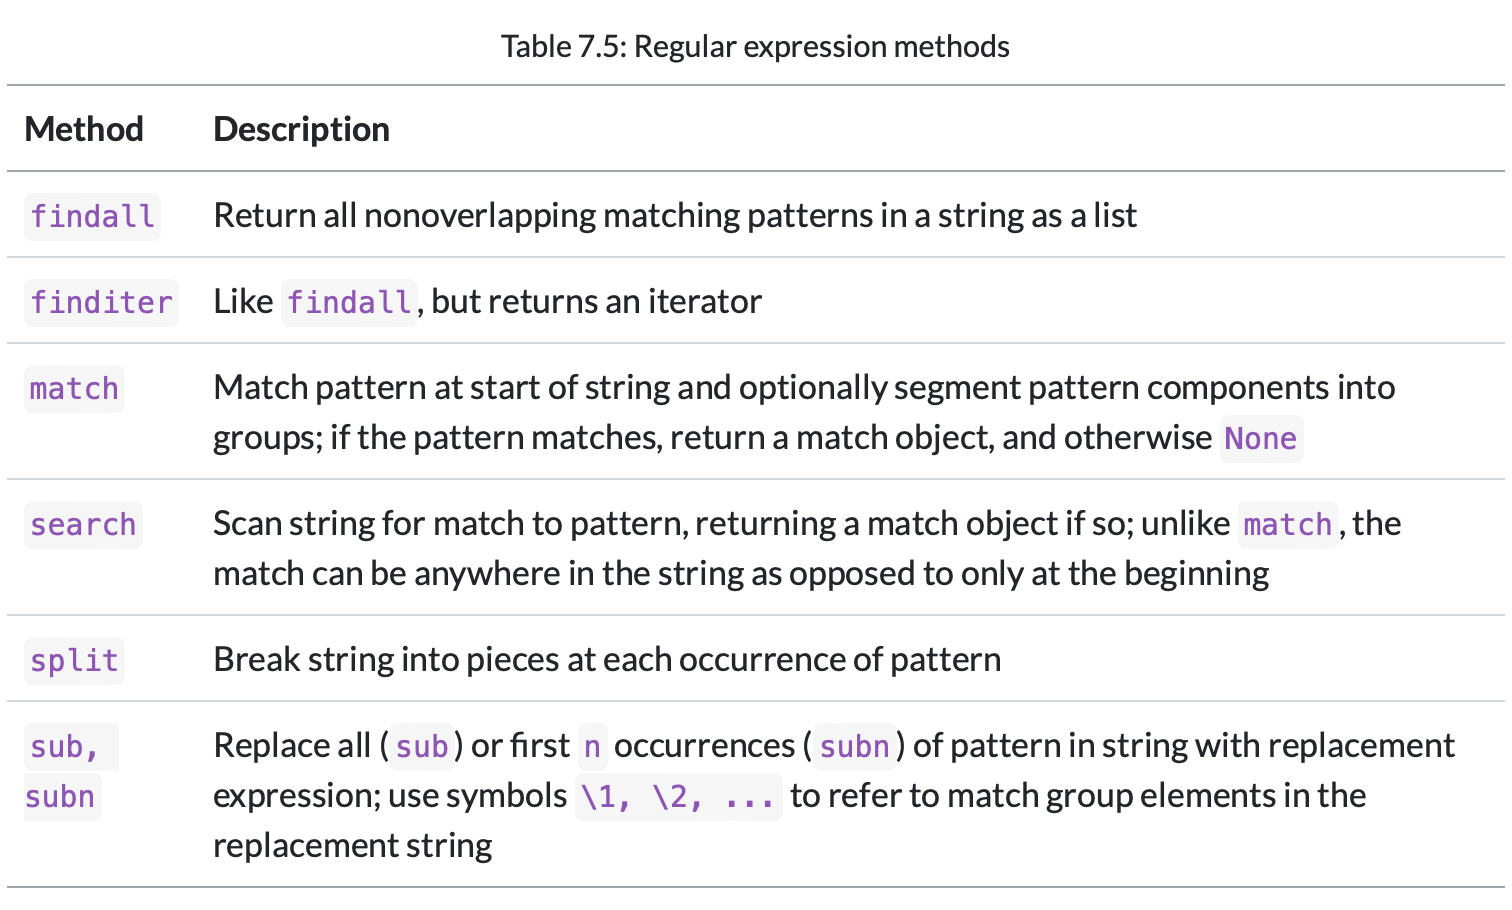 Table 7.5: Regular expression methods
Method Description
findall Return all nonoverlapping matching patterns in a string as a list
finditer Like findall, but returns an iterator
match Match pattern at start of string and optionally segment pattern components into
groups; if the pattern matches, return a match object, and otherwise None
search Scan string for match to pattern, returning a match object if so; unlike match, the
match can be anywhere in the string as opposed to only at the beginning
split Break string into pieces at each occurrence of pattern
sub, Replace all (sub) or first n occurrences (subn) of pattern in string with replacement
subn expression; use symbols \1, \2, ... to refer to match group elements in the
replacement string